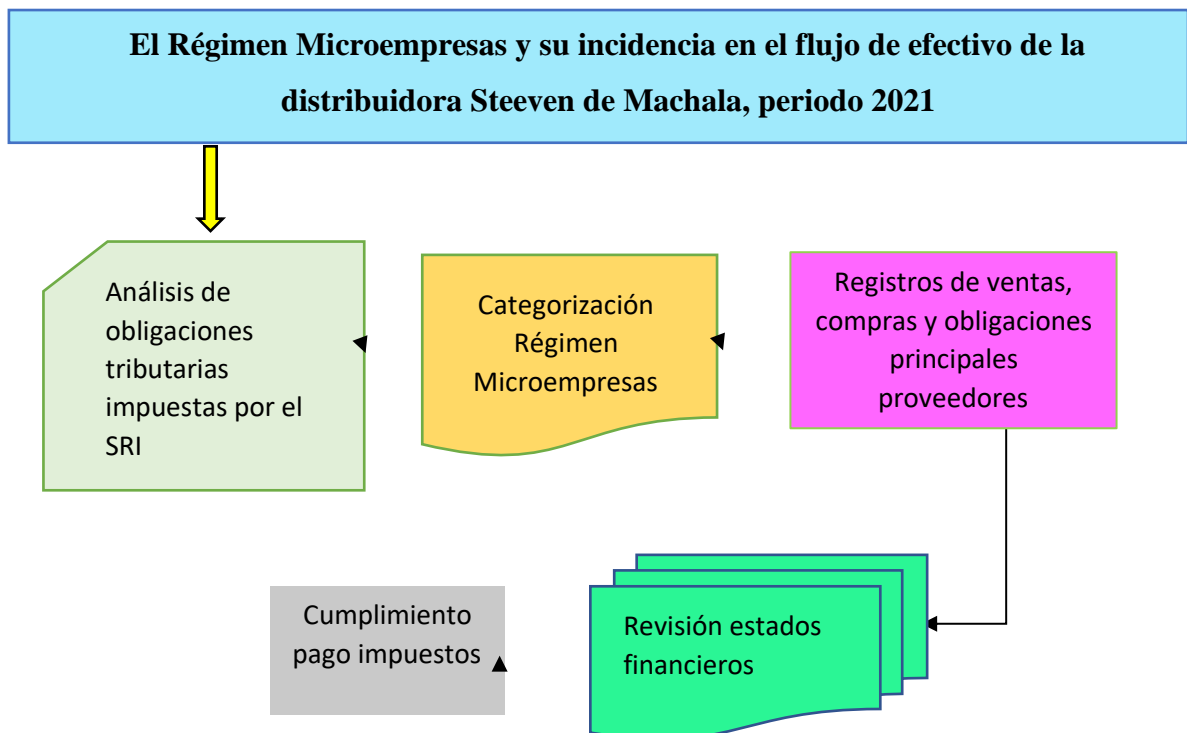 El Régimen Microempresas y su incidencia en el flujo de efectivo de la
distribuidora Steeven de Machala, periodo 2021
Análisis de
obligaciones
tributarias
impuestas por el
SRI
Categorización
Régimen
Microempresas
Registros de ventas,
compras y obligaciones
principales
proveedores
Cumplimiento
pago impuestos
Revisión estados
financieros